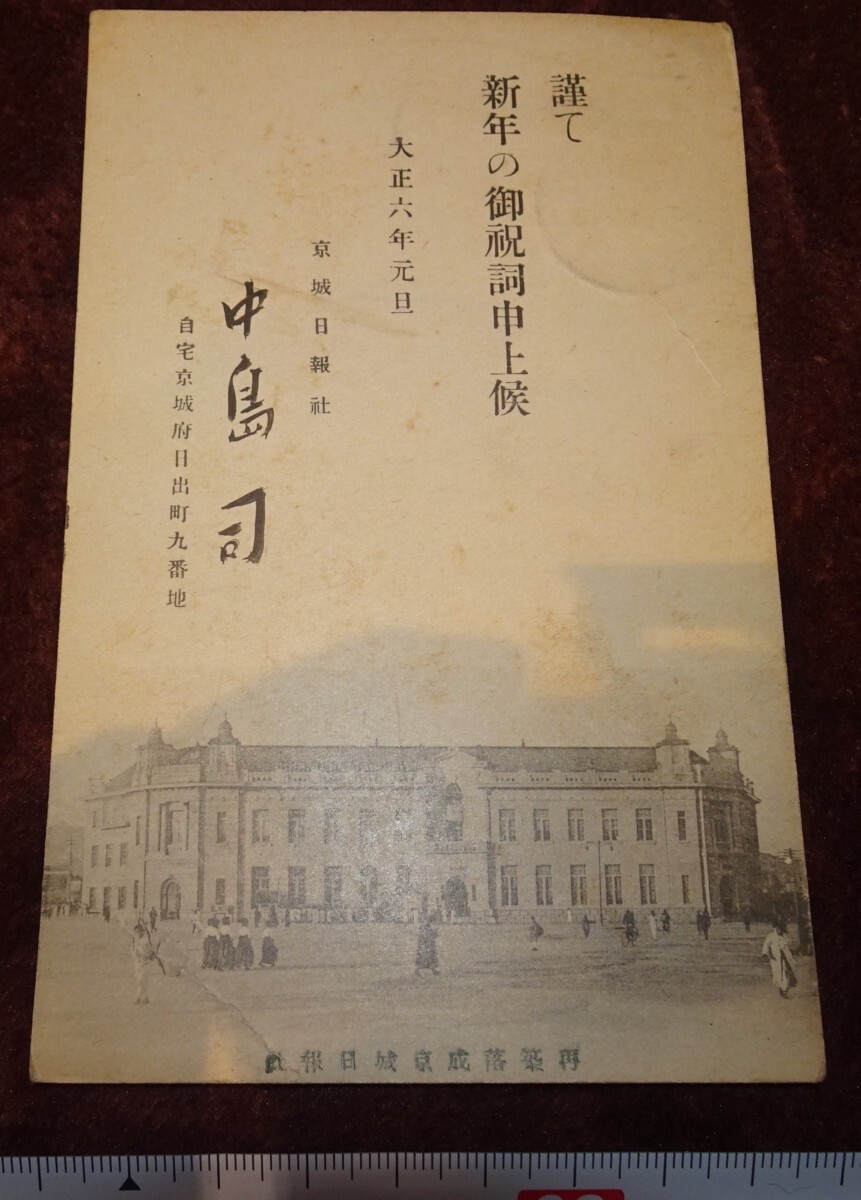 謹て
新年の御祝詞申上候
大正六年元旦
京城日報社
中島司
自宅京城府日出町九番地
社報日城京成落築再